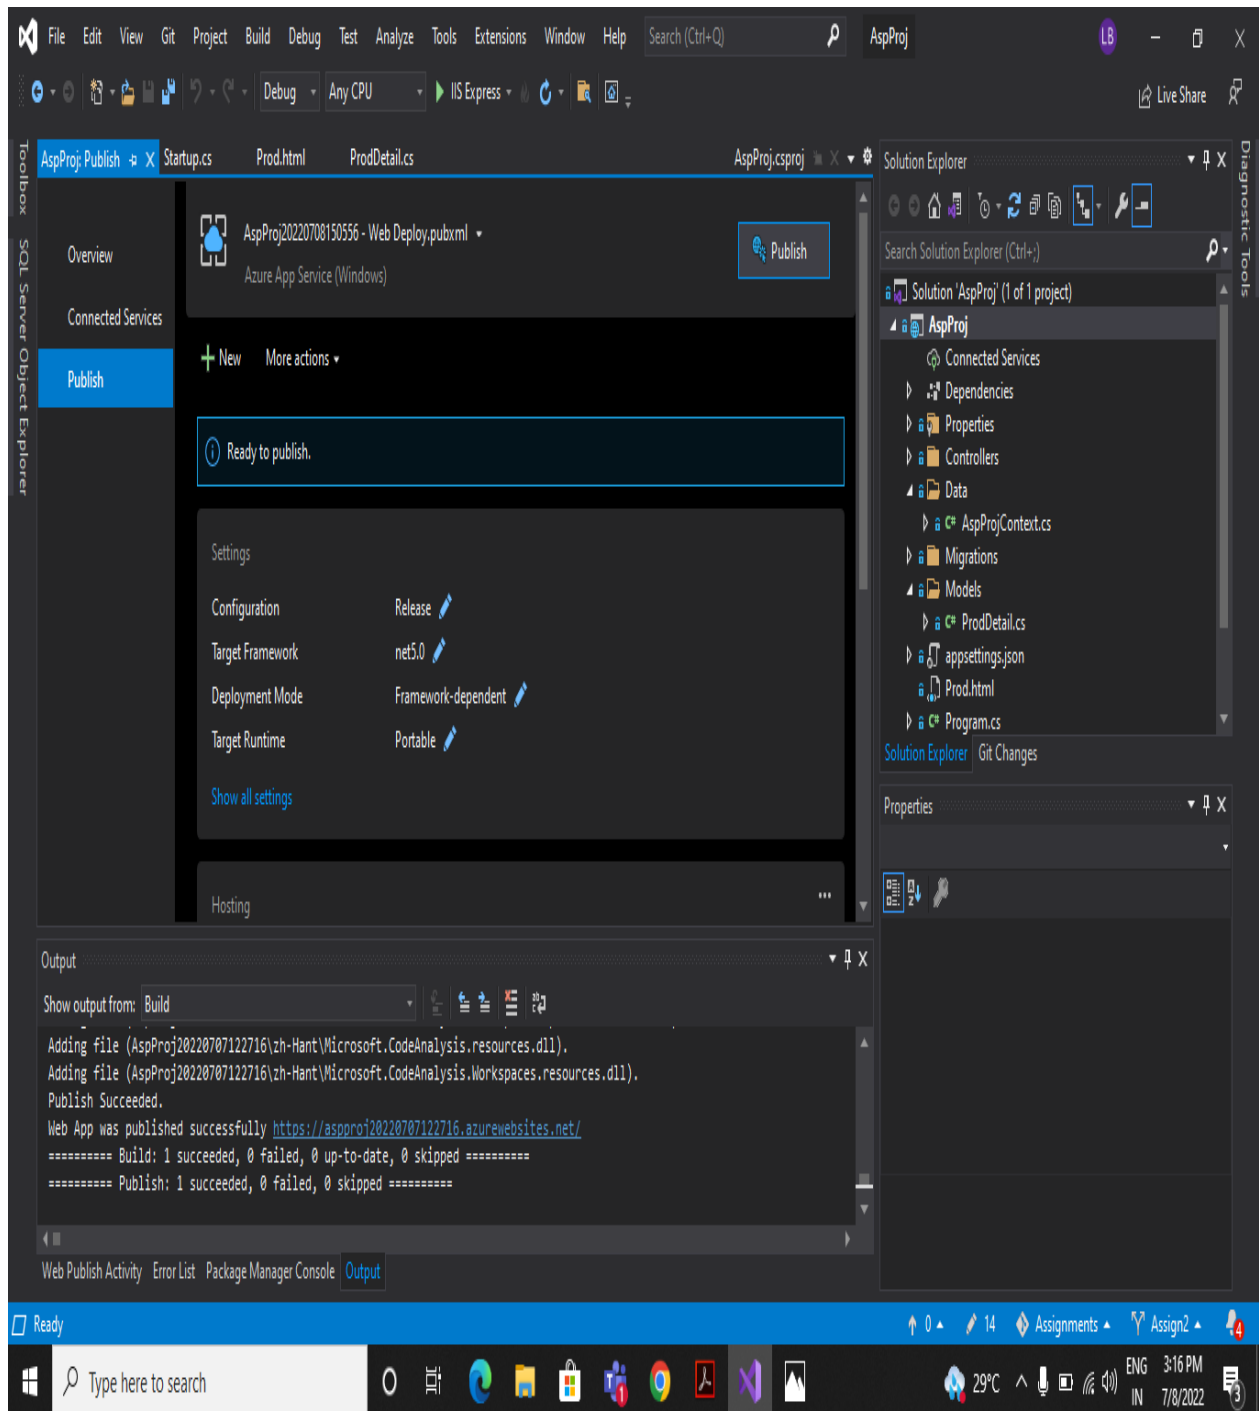 File Edit View Git Project Build Debug Test Analyze Tools Extensions Window Help Search (Ctrl+Q) AspProj LB
Debug Any CPU IIS Express Live Share
Toolbox
SQL Server Object Explorer
AspProj: Publish Startup.cs Prod.html ProdDetail.cs AspProj.csproj
Overview
Connected Services
Publish
AspProj20220708150556 - Web Deploy.pubxml
Azure App Service (Windows)
Publish
New More actions
Ready to publish.
Settings
Configuration Release
Target Framework net5.0
Deployment Mode Framework-dependent
Target Runtime Portable
Show all settings
Hosting
Solution Explorer
Search Solution Explorer (Ctrl+;)
Solution 'AspProj' (1 of 1 project)
AspProj
Connected Services
Dependencies
Properties
Controllers
Data
C# AspProjContext.cs
Migrations
Models
C# ProdDetail.cs
appsettings.json
Prod.html
C# Program.cs
Solution Explorer Git Changes
Diagnostic Tools
Properties
Output
Show output from: Build
Adding file (AspProj20220707122716\zh-Hant\Microsoft.CodeAnalysis.resources.dll).
Adding file (AspProj20220707122716\zh-Hant\Microsoft.CodeAnalysis.Workspaces.resources.dll).
Publish Succeeded.
Web App was published successfully https://aspproj20220707122716.azurewebsites.net/
========== Build: 1 succeeded, 0 failed, 0 up-to-date, 0 skipped ==========
========== Publish: 1 succeeded, 0 failed, 0 skipped ==========
Web Publish Activity Error List Package Manager Console Output
Ready 0 14 Assignments Assign2 4
Type here to search 29°C ENG 3:16 PM
IN 7/8/2022 3